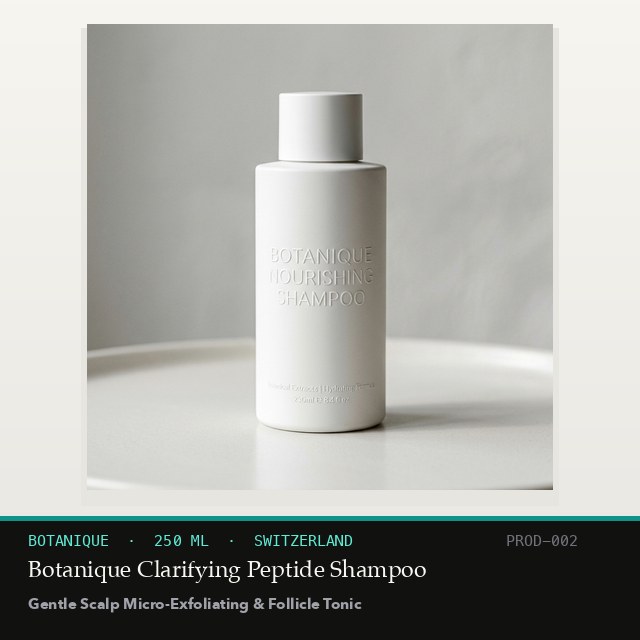 BOTANIQUE
NOURISHING
SHAMPOO
BOTANIQUE · 250 ML · SWITZERLAND
PROD–002
Botanique Clarifying Peptide Shampoo
Gentle Scalp Micro-Exfoliating & Follicle Tonic